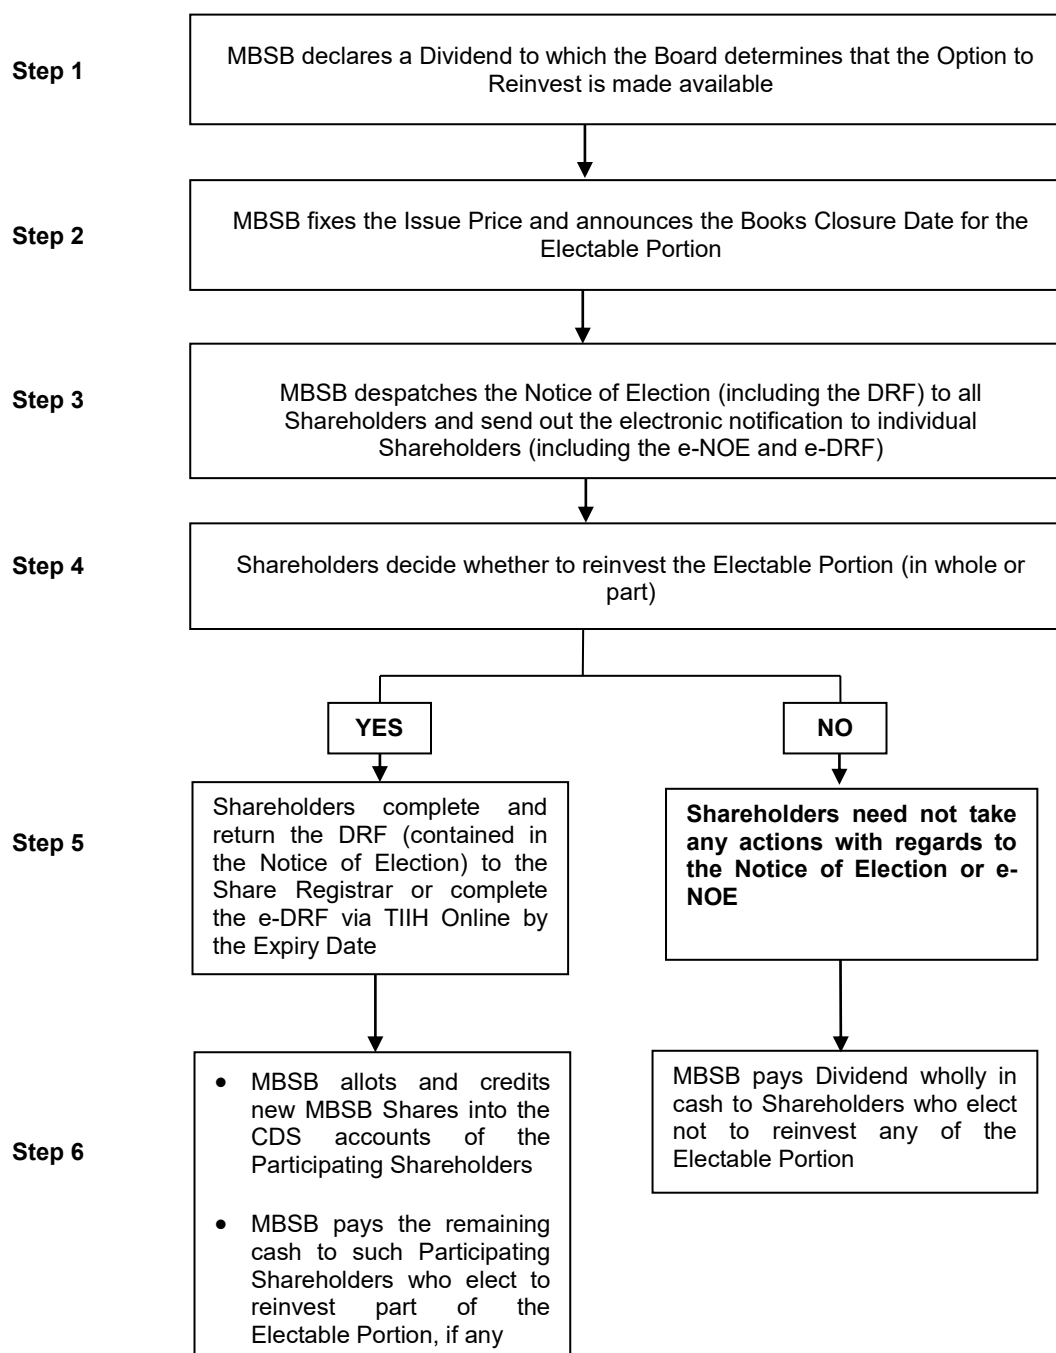 Step 1
MBSB declares a Dividend to which the Board determines that the Option to
Reinvest is made available
Step 2
MBSB fixes the Issue Price and announces the Books Closure Date for the
Electable Portion
Step 3
MBSB despatches the Notice of Election (including the DRF) to all
Shareholders and send out the electronic notification to individual
Shareholders (including the e-NOE and e-DRF)
Step 4
Shareholders decide whether to reinvest the Electable Portion (in whole or
part)
YES
NO
Step 5
Shareholders complete and
return the DRF (contained in
the Notice of Election) to the
Share Registrar or complete
the e-DRF via TIIH Online by
the Expiry Date
Shareholders need not take
any actions with regards to
the Notice of Election or e-
NOE
Step 6
• MBSB allots and credits
new MBSB Shares into the
CDS accounts of the
Participating Shareholders
• MBSB pays the remaining
cash to such Participating
Shareholders who elect to
reinvest part of the
Electable Portion, if any
MBSB pays Dividend wholly in
cash to Shareholders who elect
not to reinvest any of the
Electable Portion